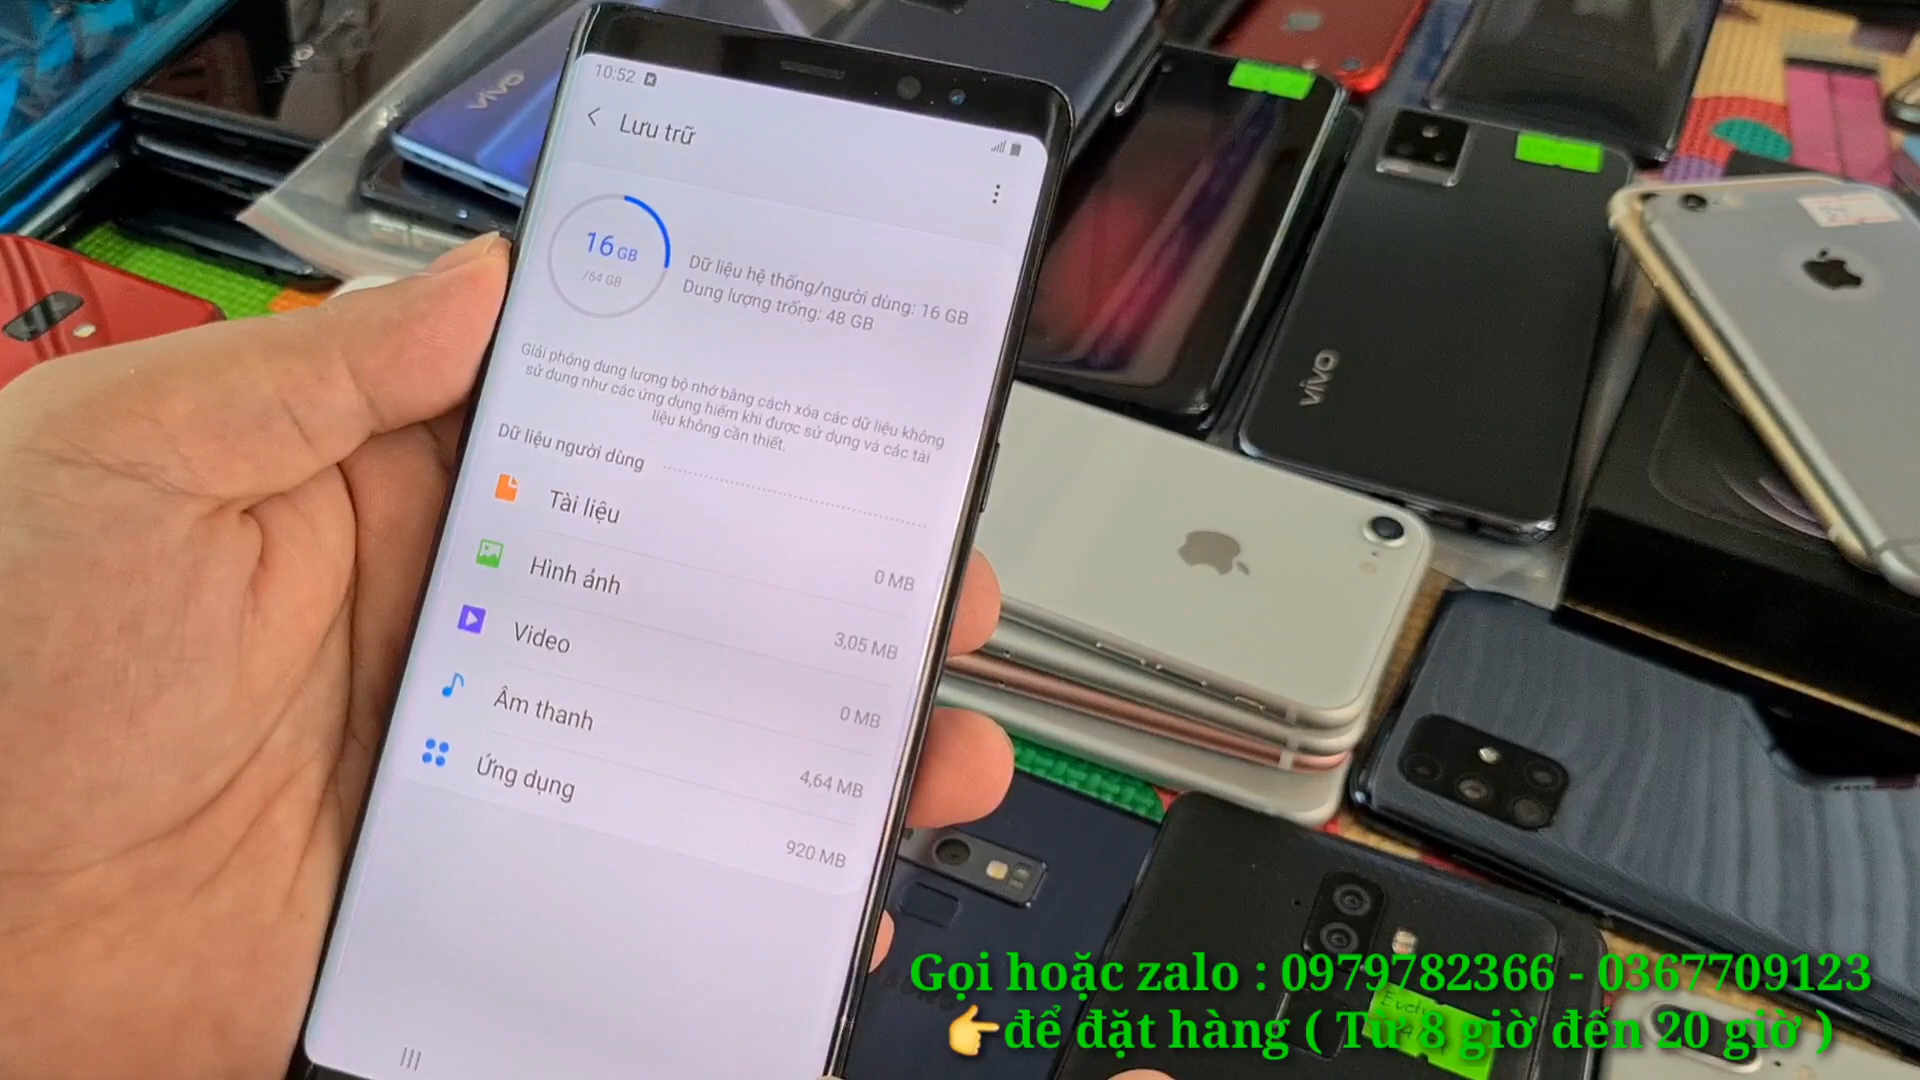 10:52
Lưu trữ
16 GB
/64 GB
Dữ liệu hệ thống/người dùng: 16 GB
Dung lượng trống: 48 GB
Giải phóng dung lượng bộ nhớ bằng cách xóa các dữ liệu không
sử dụng như các ứng dụng hiếm khi được sử dụng và các tài
liệu không cần thiết.
Dữ liệu người dùng
Tài liệu
0 MB
Hình ảnh
3,05 MB
Video
0 MB
Âm thanh
4,64 MB
Ứng dụng
920 MB
vivo
vivo
vivo
Gọi hoặc zalo : 0979782366 - 0367709123
👉để đặt hàng ( Từ 8 giờ đến 20 giờ )